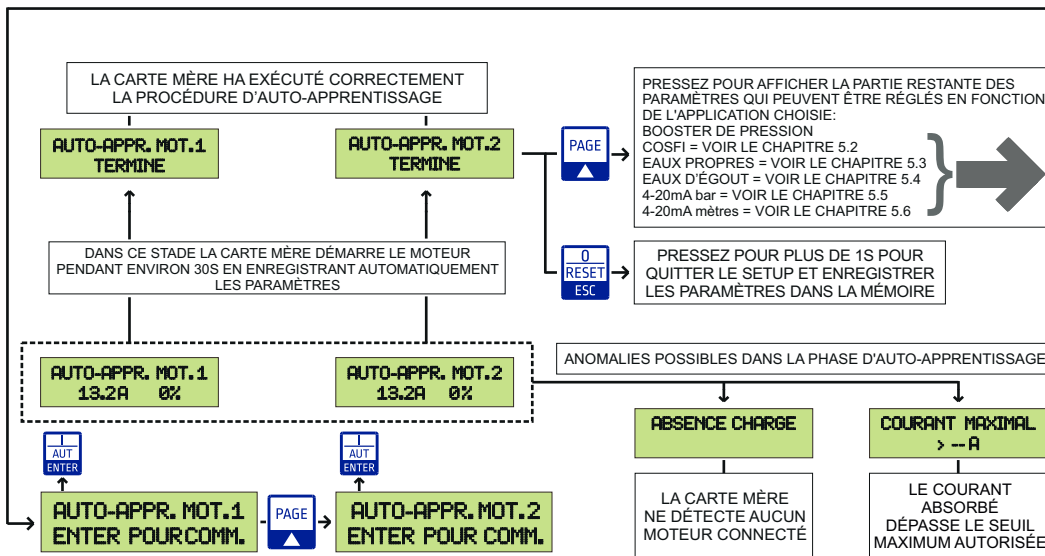 LA CARTE MÈRE HA EXÉCUTÉ CORRECTEMENT
LA PROCÉDURE D'AUTO-APPRENTISSAGE
AUTO-APPR. MOT.1
TERMINE
AUTO-APPR. MOT.2
TERMINE
PAGE
PRESSEZ POUR AFFICHER LA PARTIE RESTANTE DES
PARAMÈTRES QUI PEUVENT ÊTRE RÉGLÉS EN FONCTION
DE L'APPLICATION CHOISIE:
BOOSTER DE PRESSION
COSFI = VOIR LE CHAPITRE 5.2
EAUX PROPRES = VOIR LE CHAPITRE 5.3
EAUX D'ÉGOUT = VOIR LE CHAPITRE 5.4
4-20mA bar = VOIR LE CHAPITRE 5.5
4-20mA mètres = VOIR LE CHAPITRE 5.6
DANS CE STADE LA CARTE MÈRE DÉMARRE LE MOTEUR
PENDANT ENVIRON 30S EN ENREGISTRANT AUTOMATIQUEMENT
LES PARAMÈTRES
0
RESET
ESC
PRESSEZ POUR PLUS DE 1S POUR
QUITTER LE SETUP ET ENREGISTRER
LES PARAMÈTRES DANS LA MÉMOIRE
AUTO-APPR. MOT.1
13.2A 0%
AUTO-APPR. MOT.2
13.2A 0%
ANOMALIES POSSIBLES DANS LA PHASE D'AUTO-APPRENTISSAGE
ABSENCE CHARGE
COURANT MAXIMAL
> --A
LA CARTE MÈRE
NE DÉTECTE AUCUN
MOTEUR CONNECTÉ
LE COURANT
ABSORBÉ
DÉPASSE LE SEUIL
MAXIMUM AUTORISÉE
I
AUT
ENTER
I
AUT
ENTER
AUTO-APPR. MOT.1
ENTER POUR COMM.
PAGE
AUTO-APPR. MOT.2
ENTER POUR COMM.